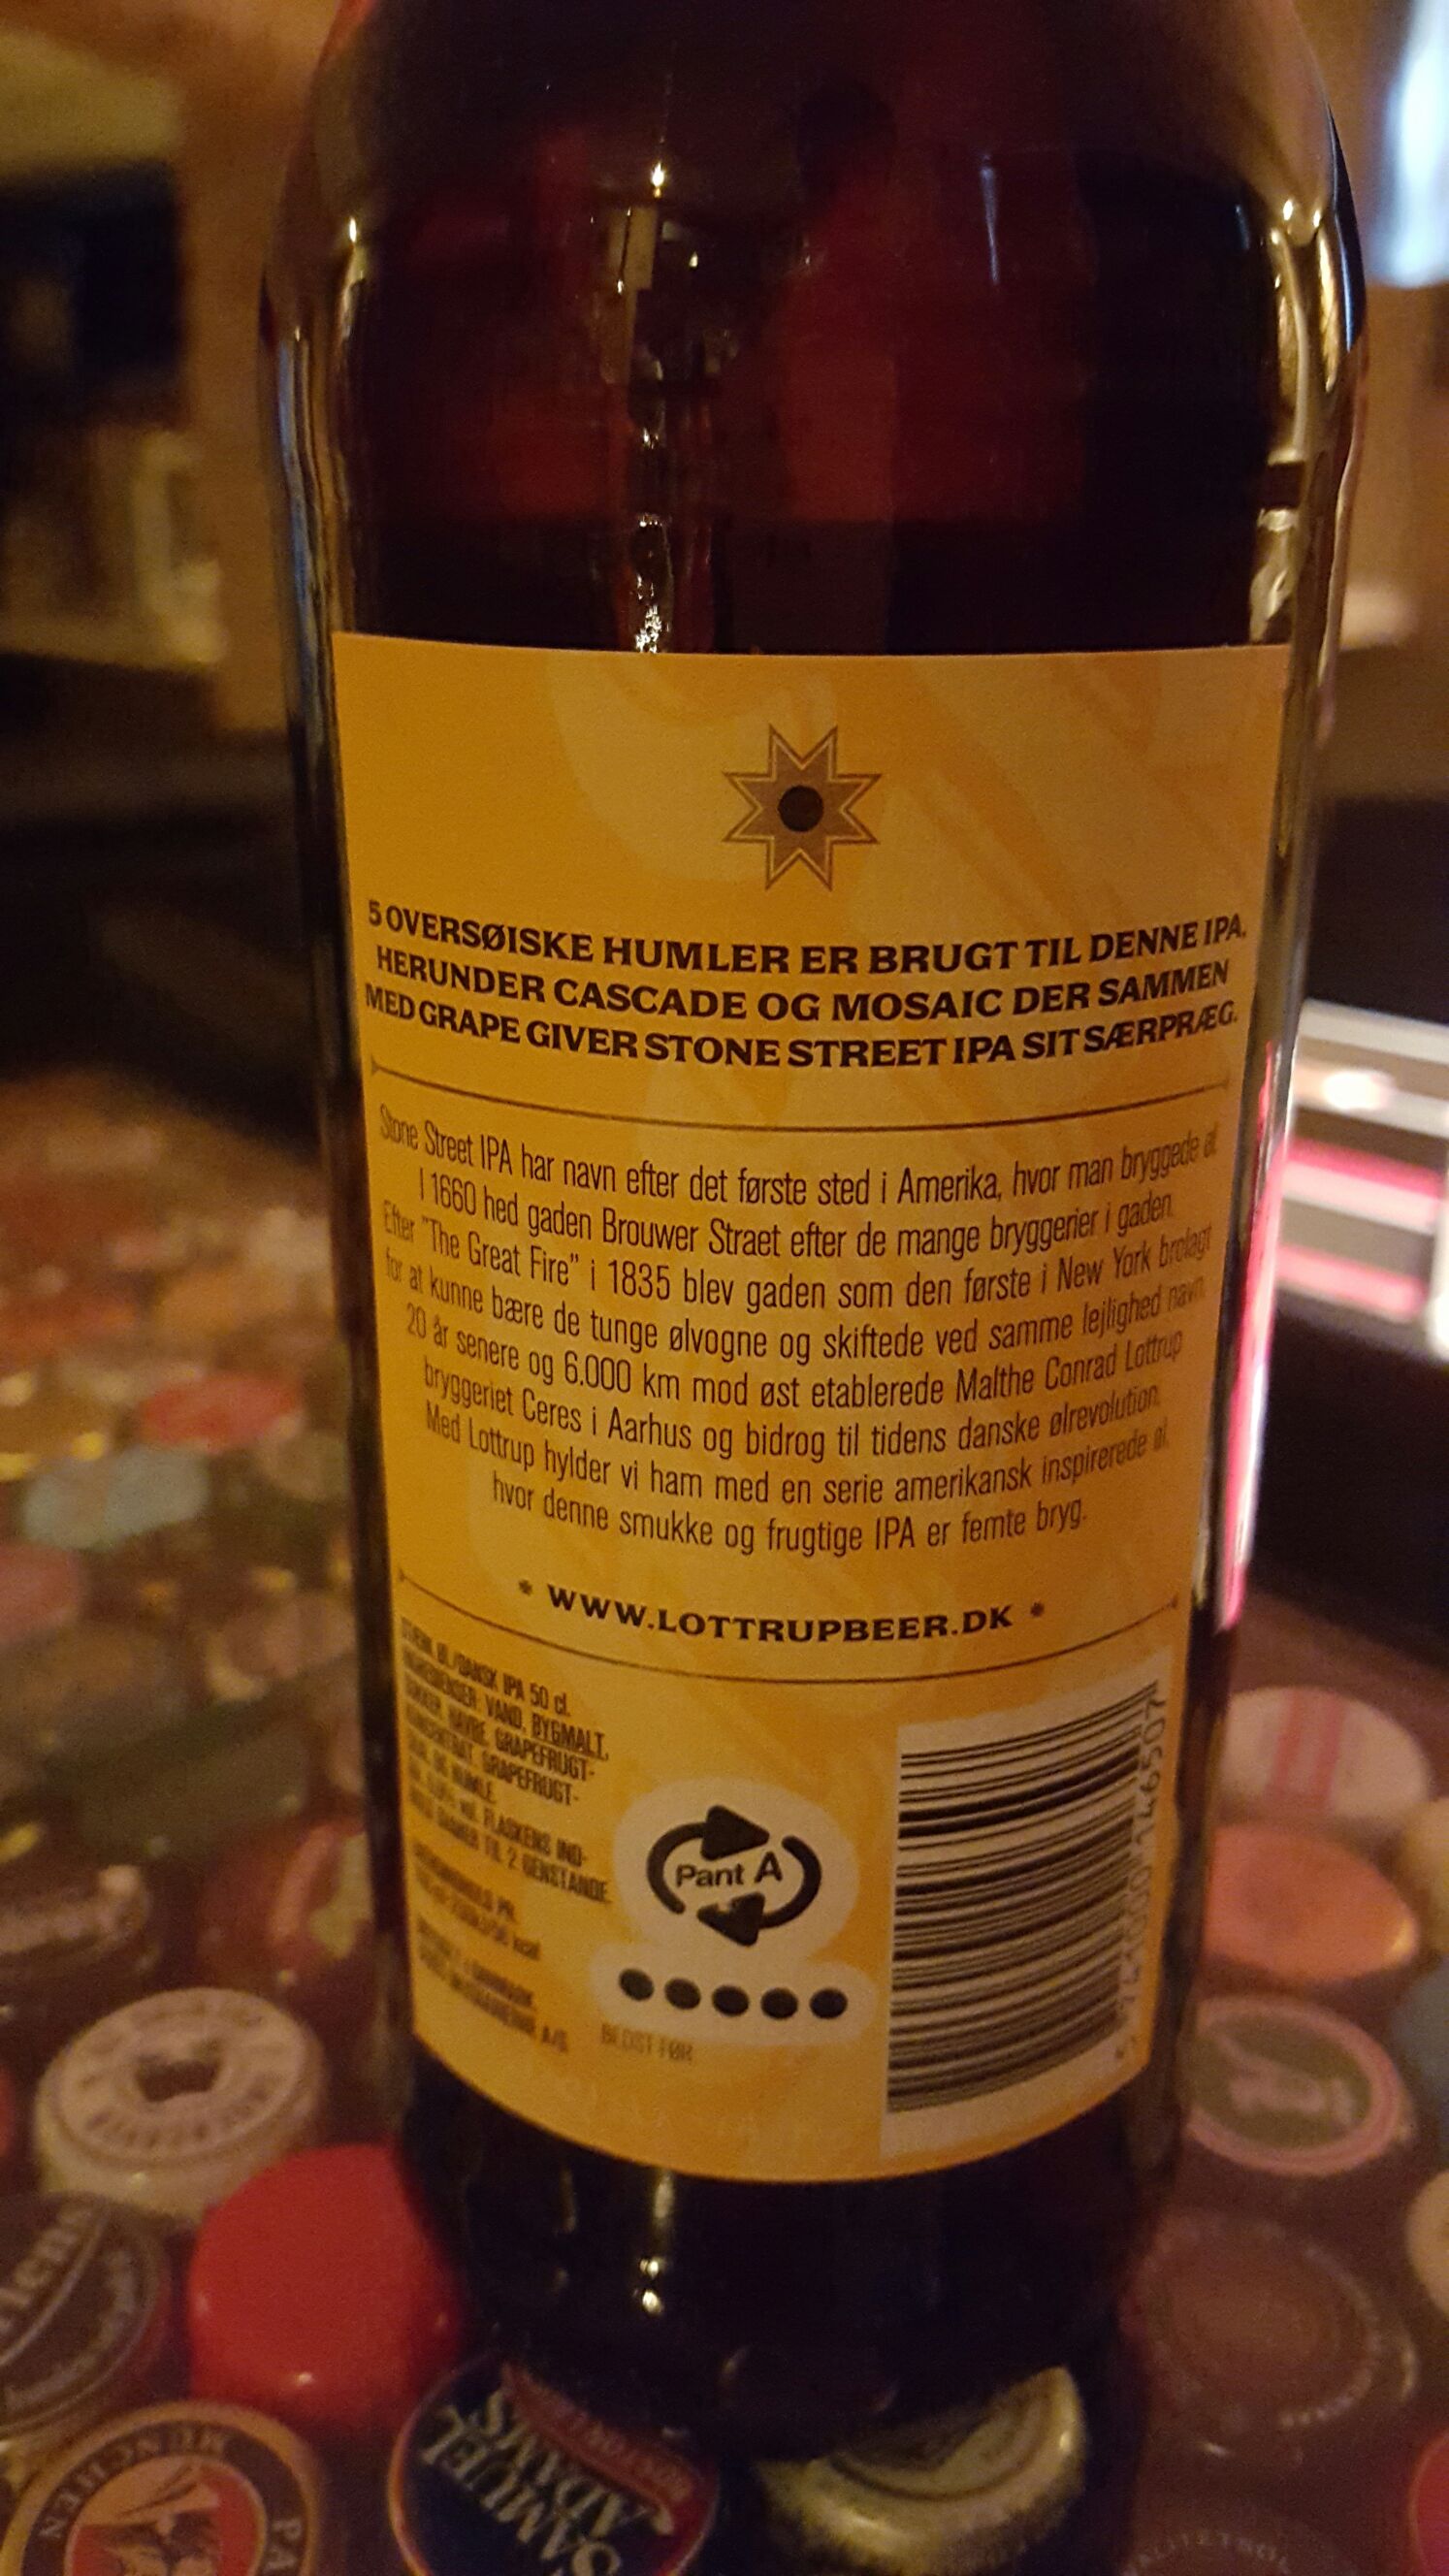 5 OVERSØISKE HUMLER ER BRUGT TIL DENNE IPA,
HERUNDER CASCADE OG MOSAIC DER SAMMEN
MED GRAPE GIVER STONE STREET IPA SIT SÆRPRÆG.
Stone Street IPA har navn efter det første sted i Amerika, hvor man bryggede øl.
I 1660 hed gaden Brouwer Straet efter de mange bryggerier i gaden.
Efter "The Great Fire" i 1835 blev gaden som den første i New York brolagt
for at kunne bære de tunge ølvogne og skiftede ved samme lejlighed navn.
20 år senere og 6.000 km mod øst etablerede Malthe Conrad Lottrup
bryggeriet Ceres i Aarhus og bidrog til tidens danske ølrevolution.
Med Lottrup hylder vi ham med en serie amerikansk inspirerede øl,
hvor denne smukke og frugtige IPA er femte bryg.
* WWW.LOTTRUPBEER.DK *
ØL/DANSK IPA 50 cl.
VAND, BYGMALT,
HAVRE, GRAPEFRUGT-
GRAPEFRUGT-
OG HUMLE.
FLASKENS IND-
TIL 2 GENSTANDE.
PR.
kcal
A/S
Pant A
BEDST FØR
SAMUEL
ADAMS
MÜNCHEN
PA